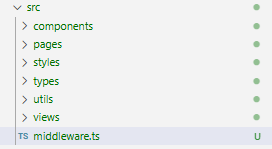 src
components
pages
styles
types
utils
views
TS middleware.ts U